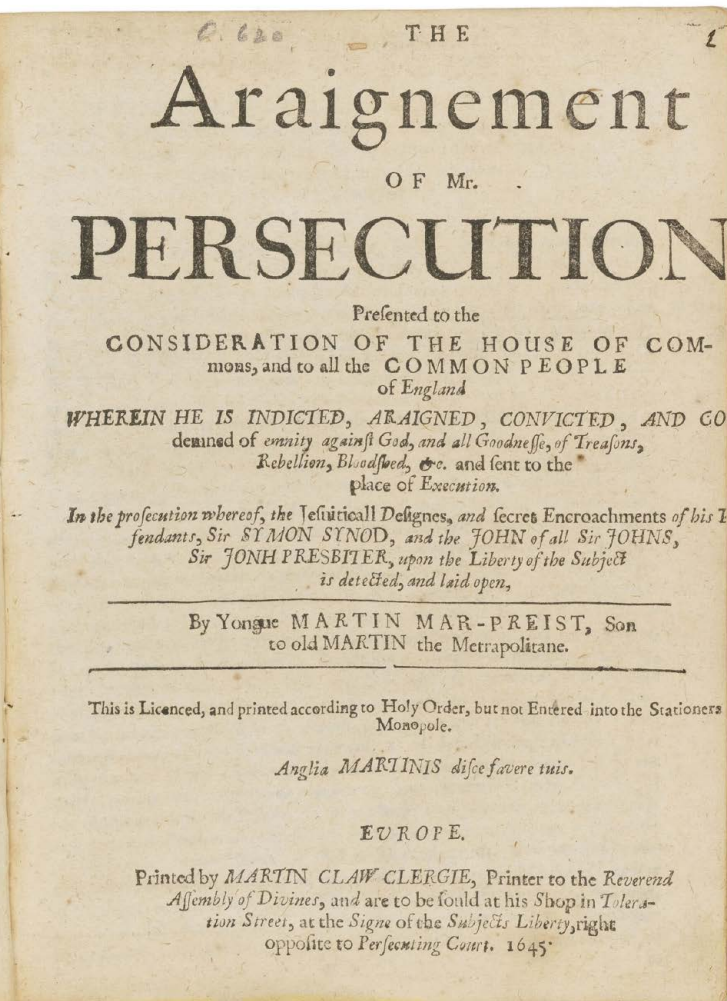 O. 620
1
THE
Araignement
OF Mr.
PERSECUTION
Preſented to the
CONSIDERATION OF THE HOUSE OF COM-
mons, and to all the COMMON PEOPLE
of England
WHEREIN HE IS INDICTED, ARAIGNED, CONVICTED, AND CO
demned of emnity againſt God, and all Goodneſſe, of Treaſons,
Rebellion, Bloodſhed, &c. and ſent to the
place of Execution.
In the proſecution whereof, the Jeſuiticall Deſignes, and ſecret Encroachments of his
fendants, Sir SYMON SYNOD, and the JOHN of all Sir JOHNS,
Sir JONH PRESBITER, upon the Liberty of the Subject
is detected, and laid open,
By Yongue MARTIN MAR-PREIST, Son
to old MARTIN the Metrapolitane.
This is Licenced, and printed according to Holy Order, but not Entered into the Stationers
Monopole.
Anglia MARTINIS diſce favere tuis.
EUROPE.
Printed by MARTIN CLAW CLERGIE, Printer to the Reverend
Aſſembly of Divines, and are to be ſould at his Shop in Tolera-
tion Street, at the Signe of the Subjects Liberty, right
oppoſite to Perſecuting Court. 1645.